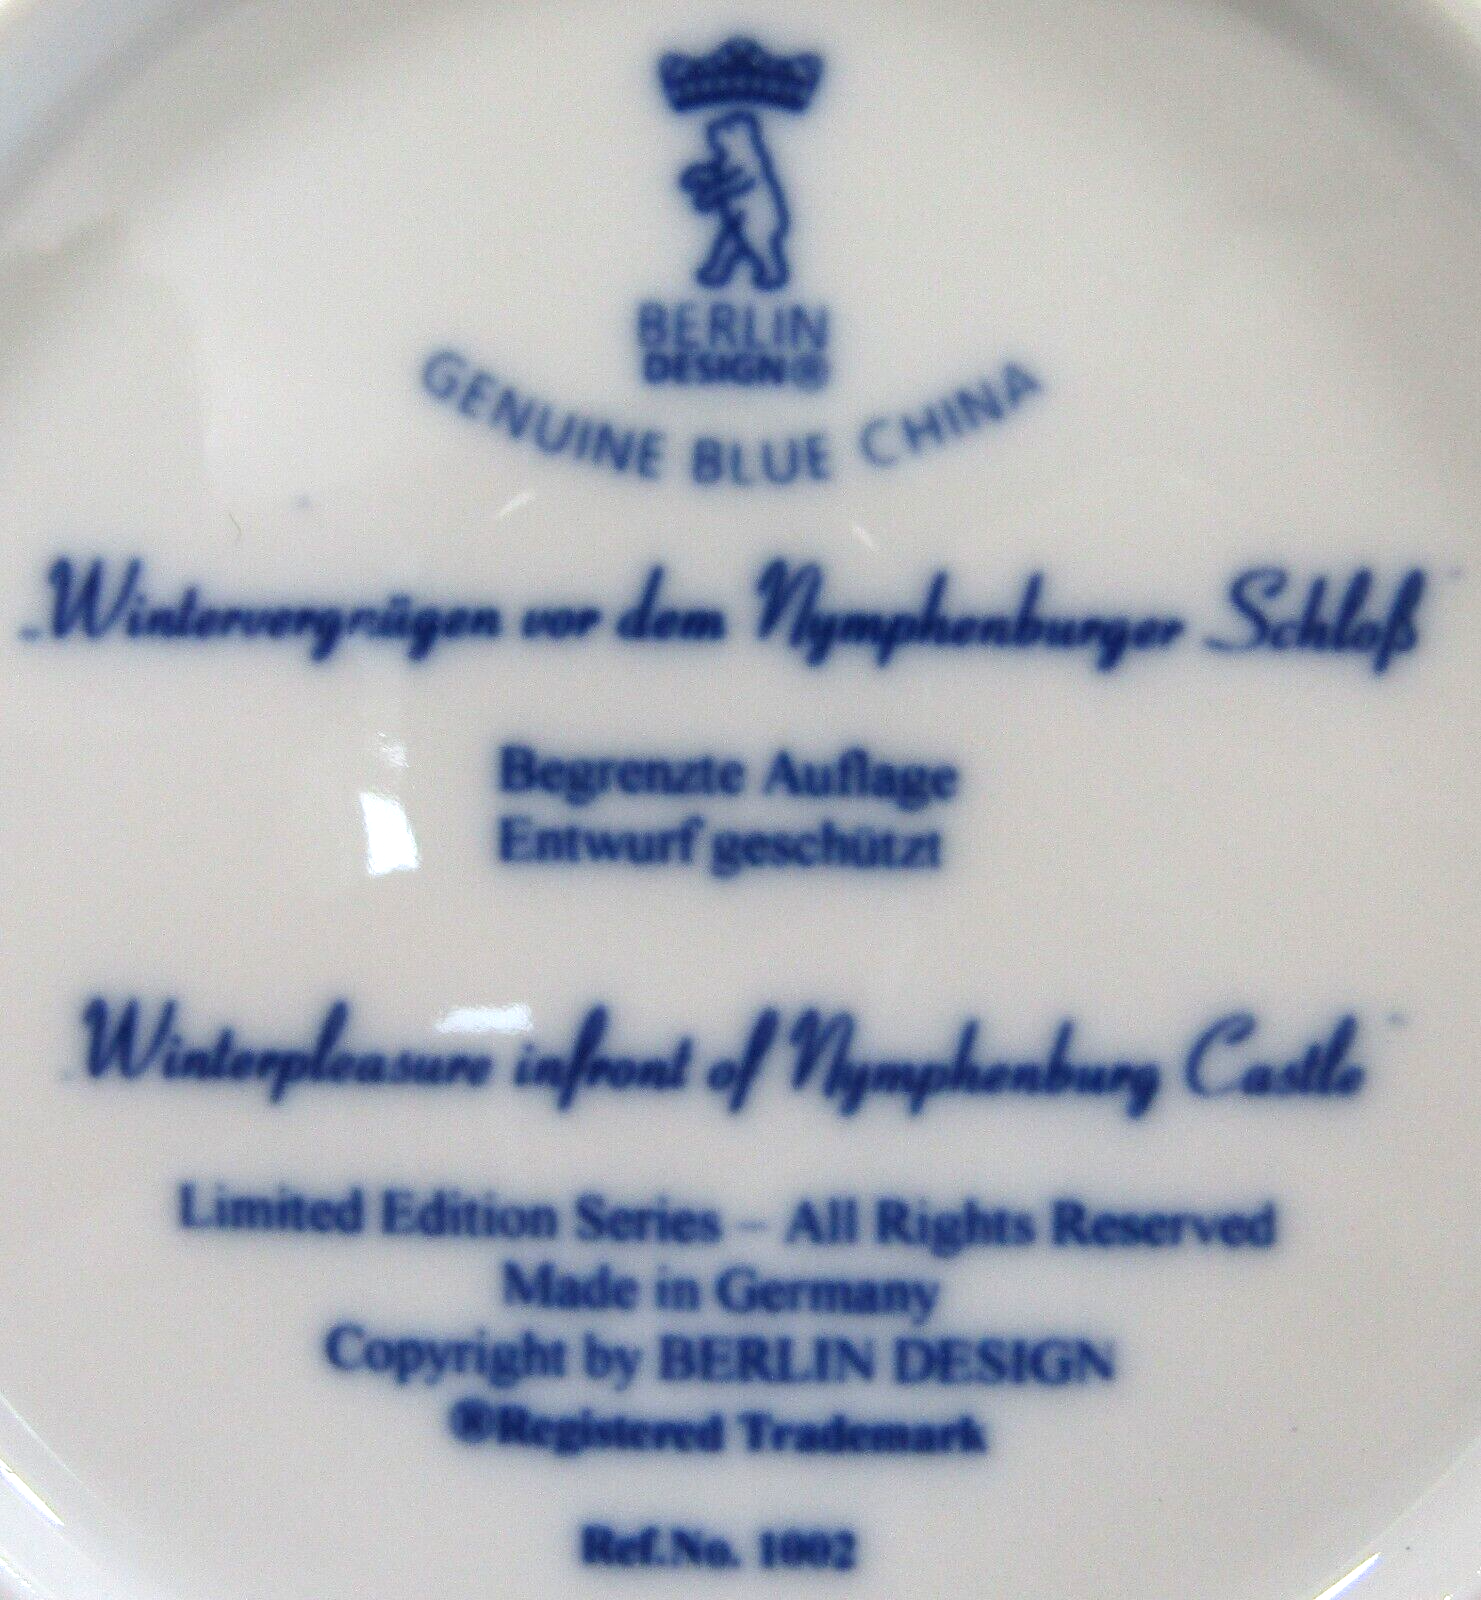 BERLIN
DESIGN®
GENUINE BLUE CHINA
„Wintervergnügen vor dem Nymphenburger Schloß"
Begrenzte Auflage
Entwurf geschützt
"Winterpleasure infront of Nymphenburg Castle"
Limited Edition Series – All Rights Reserved
Made in Germany
Copyright by BERLIN DESIGN
®Registered Trademark
Ref.No. 1002